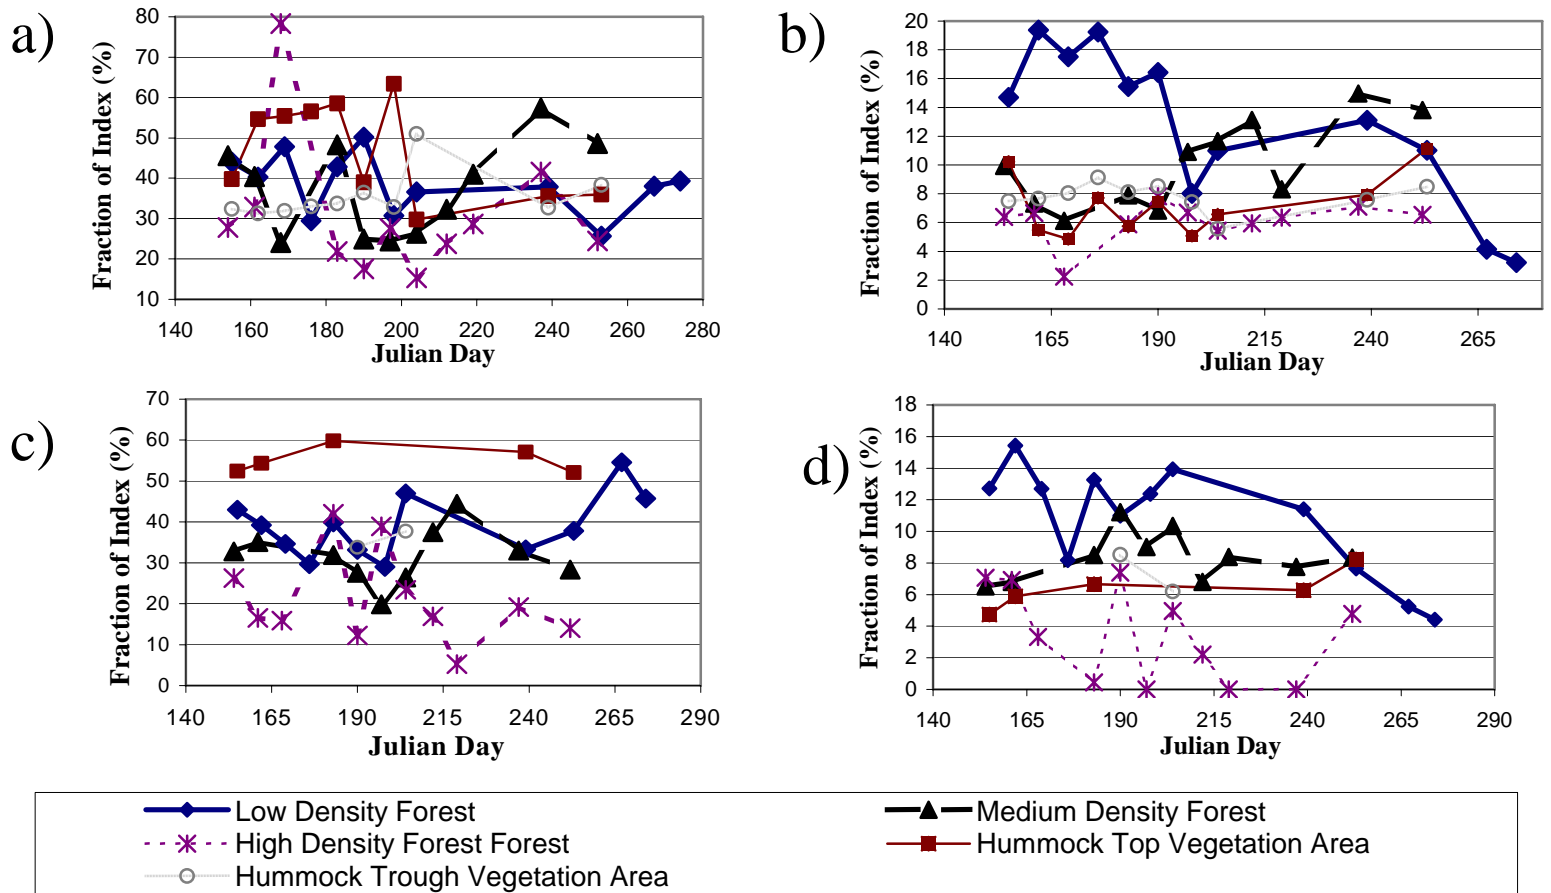 a)
Fraction of Index (%)
80
70
60
50
40
30
20
10
140 160 180 200 220 240 260 280
Julian Day
b)
Fraction of Index (%)
20
18
16
14
12
10
8
6
4
2
0
140 165 190 215 240 265
Julian Day
c)
Fraction of Index (%)
70
60
50
40
30
20
10
0
140 165 190 215 240 265 290
Julian Day
d)
Fraction of Index (%)
18
16
14
12
10
8
6
4
2
0
140 165 190 215 240 265 290
Julian Day
Low Density Forest
Medium Density Forest
High Density Forest Forest
Hummock Top Vegetation Area
Hummock Trough Vegetation Area